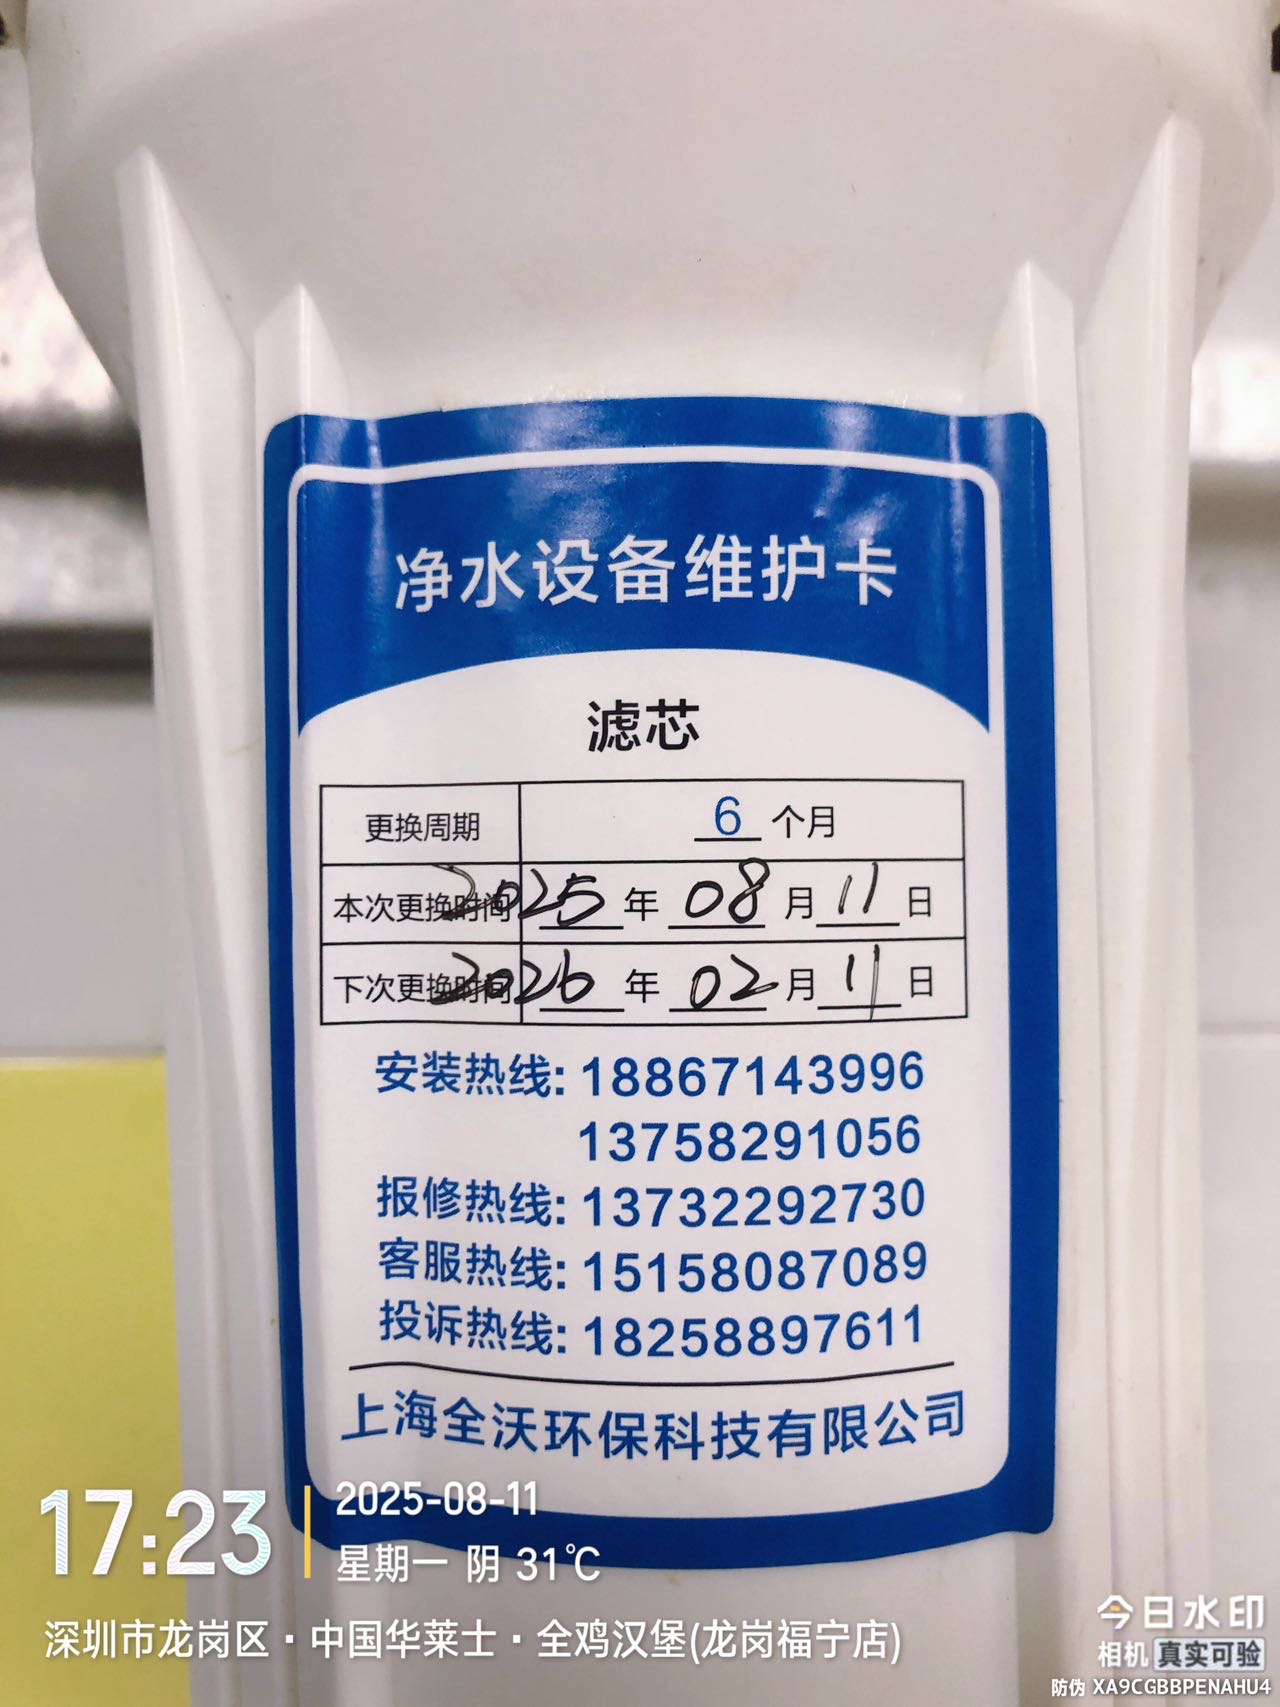 净水设备维护卡
滤芯
更换周期 6 个月
本次更换时间 2025 年 08 月 11 日
下次更换时间 2026 年 02 月 11 日
安装热线: 18867143996
13758291056
报修热线: 13732292730
客服热线: 15158087089
投诉热线: 18258897611
上海全沃环保科技有限公司
17:23
2025-08-11
星期一 阴 31℃
深圳市龙岗区·中国华莱士·全鸡汉堡(龙岗福宁店)
今日水印
相机 真实可验
防伪 XA9CGBBPENAHU4